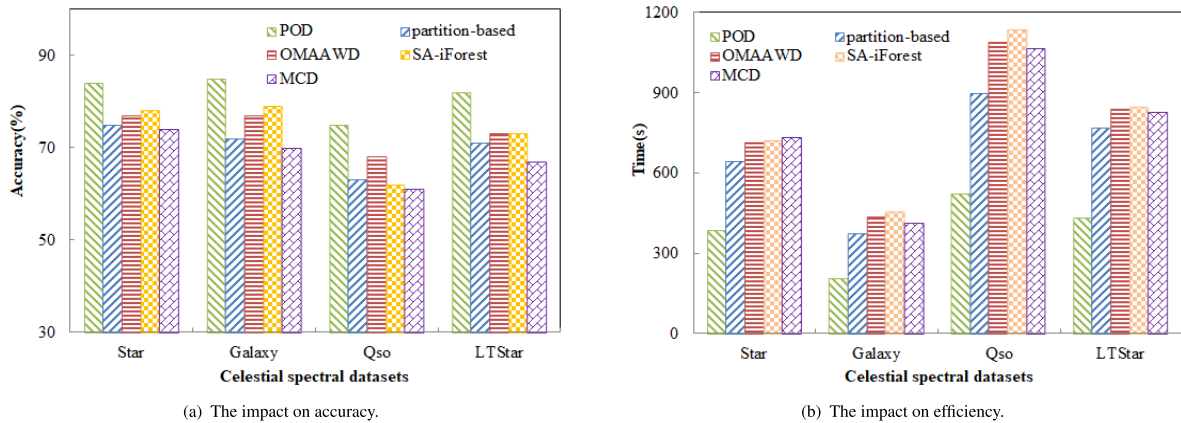 90
70
50
30
Accuracy(%)
POD
partition-based
OMAAWD
SA-iForest
MCD
Star Galaxy Qso LTStar
Celestial spectral datasets
(a) The impact on accuracy.
1200
900
600
300
0
Time(s)
POD
partition-based
OMAAWD
SA-iForest
MCD
Star Galaxy Qso LTStar
Celestial spectral datasets
(b) The impact on efficiency.